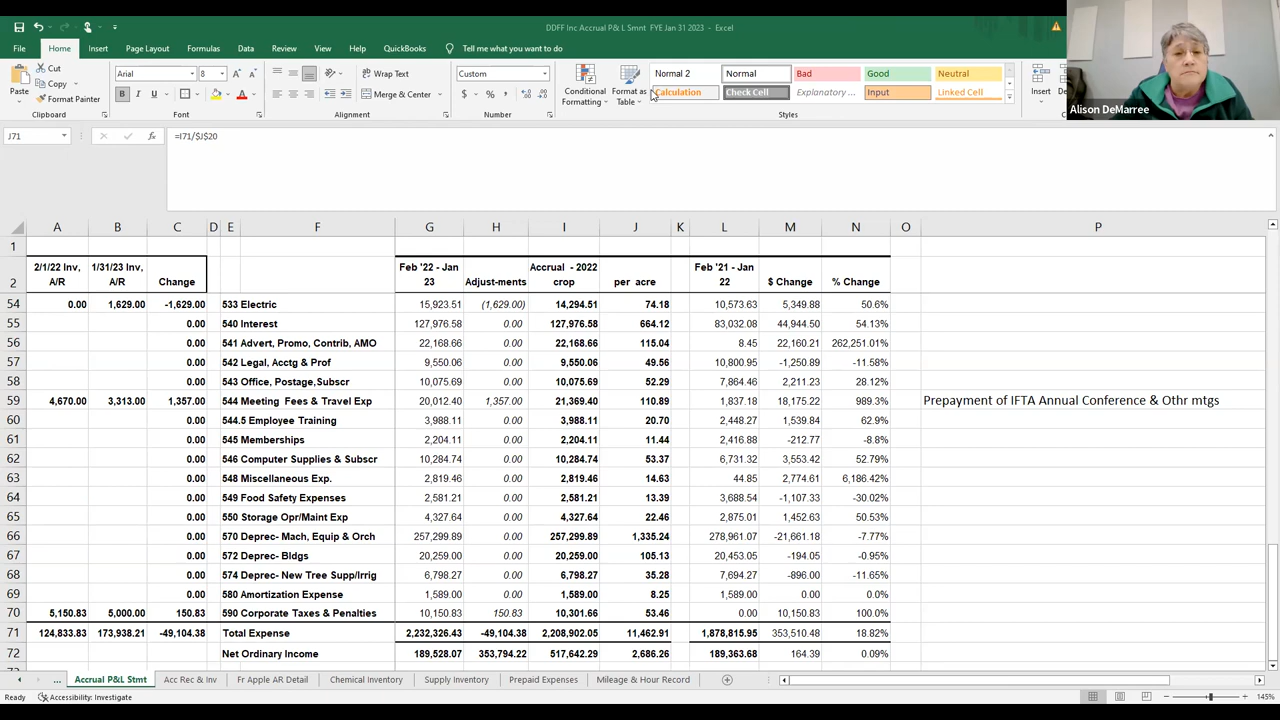 DDFF Inc Accrual P& L Smnt FYE Jan 31 2023 - Excel
File Home Insert Page Layout Formulas Data Review View Help QuickBooks Tell me what you want to do
Paste Cut Copy Format Painter Clipboard
Arial 8 B I U A Font
Wrap Text Merge & Center Alignment
Custom $ % , Number
Conditional Formatting Format as Table
Normal 2 Normal Bad Good Neutral
Calculation Check Cell Explanatory ... Input Linked Cell
Styles
Insert Delete
Alison DeMarree
J71 fx =I71/$J$20
A B C D E F G H I J K L M N O P
1
2 2/1/22 Inv, A/R 1/31/23 Inv, A/R Change Feb '22 - Jan 23 Adjust-ments Accrual - 2022 crop per acre Feb '21 - Jan 22 $ Change % Change
54 0.00 1,629.00 -1,629.00 533 Electric 15,923.51 (1,629.00) 14,294.51 74.18 10,573.63 5,349.88 50.6%
55 0.00 540 Interest 127,976.58 0.00 127,976.58 664.12 83,032.08 44,944.50 54.13%
56 0.00 541 Advert, Promo, Contrib, AMO 22,168.66 0.00 22,168.66 115.04 8.45 22,160.21 262,251.01%
57 0.00 542 Legal, Acctg & Prof 9,550.06 0.00 9,550.06 49.56 10,800.95 -1,250.89 -11.58%
58 0.00 543 Office, Postage,Subscr 10,075.69 0.00 10,075.69 52.29 7,864.46 2,211.23 28.12%
59 4,670.00 3,313.00 1,357.00 544 Meeting Fees & Travel Exp 20,012.40 1,357.00 21,369.40 110.89 1,837.18 18,175.22 989.3% Prepayment of IFTA Annual Conference & Othr mtgs
60 0.00 544.5 Employee Training 3,988.11 0.00 3,988.11 20.70 2,448.27 1,539.84 62.9%
61 0.00 545 Memberships 2,204.11 0.00 2,204.11 11.44 2,416.88 -212.77 -8.8%
62 0.00 546 Computer Supplies & Subscr 10,284.74 0.00 10,284.74 53.37 6,731.32 3,553.42 52.79%
63 0.00 548 Miscellaneous Exp. 2,819.46 0.00 2,819.46 14.63 44.85 2,774.61 6,186.42%
64 0.00 549 Food Safety Expenses 2,581.21 0.00 2,581.21 13.39 3,688.54 -1,107.33 -30.02%
65 0.00 550 Storage Opr/Maint Exp 4,327.64 0.00 4,327.64 22.46 2,875.01 1,452.63 50.53%
66 0.00 570 Deprec- Mach, Equip & Orch 257,299.89 0.00 257,299.89 1,335.24 278,961.07 -21,661.18 -7.77%
67 0.00 572 Deprec- Bldgs 20,259.00 0.00 20,259.00 105.13 20,453.05 -194.05 -0.95%
68 0.00 574 Deprec- New Tree Supp/Irrig 6,798.27 0.00 6,798.27 35.28 7,694.27 -896.00 -11.65%
69 0.00 580 Amortization Expense 1,589.00 0.00 1,589.00 8.25 1,589.00 0.00 0.0%
70 5,150.83 5,000.00 150.83 590 Corporate Taxes & Penalties 10,150.83 150.83 10,301.66 53.46 0.00 10,150.83 100.0%
71 124,833.83 173,938.21 -49,104.38 Total Expense 2,232,326.43 -49,104.38 2,208,902.05 11,462.91 1,878,815.95 353,510.48 18.82%
72 Net Ordinary Income 189,528.07 353,794.22 517,642.29 2,686.26 189,363.68 164.39 0.09%
... Accrual P&L Stmt Acc Rec & Inv Fr Apple AR Detail Chemical Inventory Supply Inventory Prepaid Expenses Mileage & Hour Record
Ready Accessibility: Investigate 145%